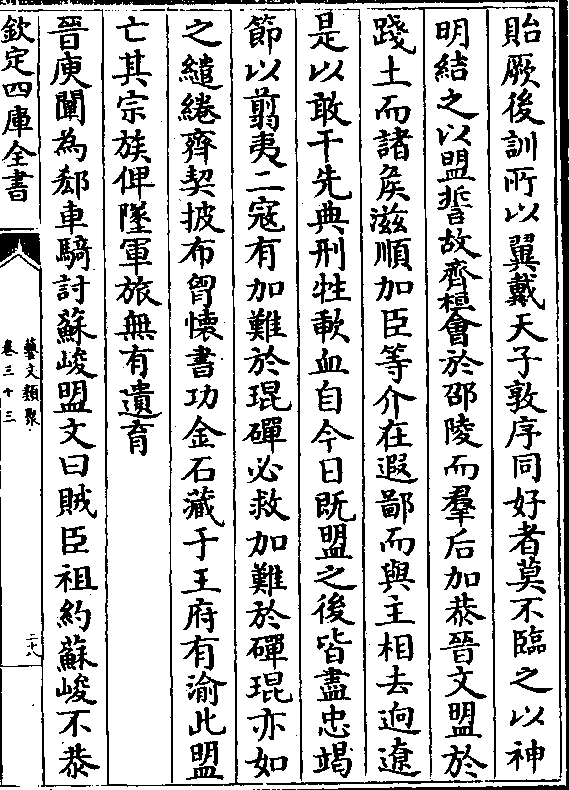 貽厥後訓所以翼戴天子敦序同好者莫不臨之以神
明結之以盟誓故齊桓會於邵陵而羣后加恭晉文盟於
踐土而諸侯滋順加臣等介在遐鄙而與主相去逈遼
是以敢干先典刑牲歃血自今日既盟之後皆盡忠竭
節以翦夷二寇有加難於琨磾必救加難於磾琨亦如
之繾綣齊契披布胷懷書功金石藏于王府有渝此盟
亡其宗族俾墜軍旅無有遺育
晉庾闡為郄車騎討蘇峻盟文曰賊臣祖約蘇峻不恭
欽定四庫全書
藝文類聚
卷三十三
二八